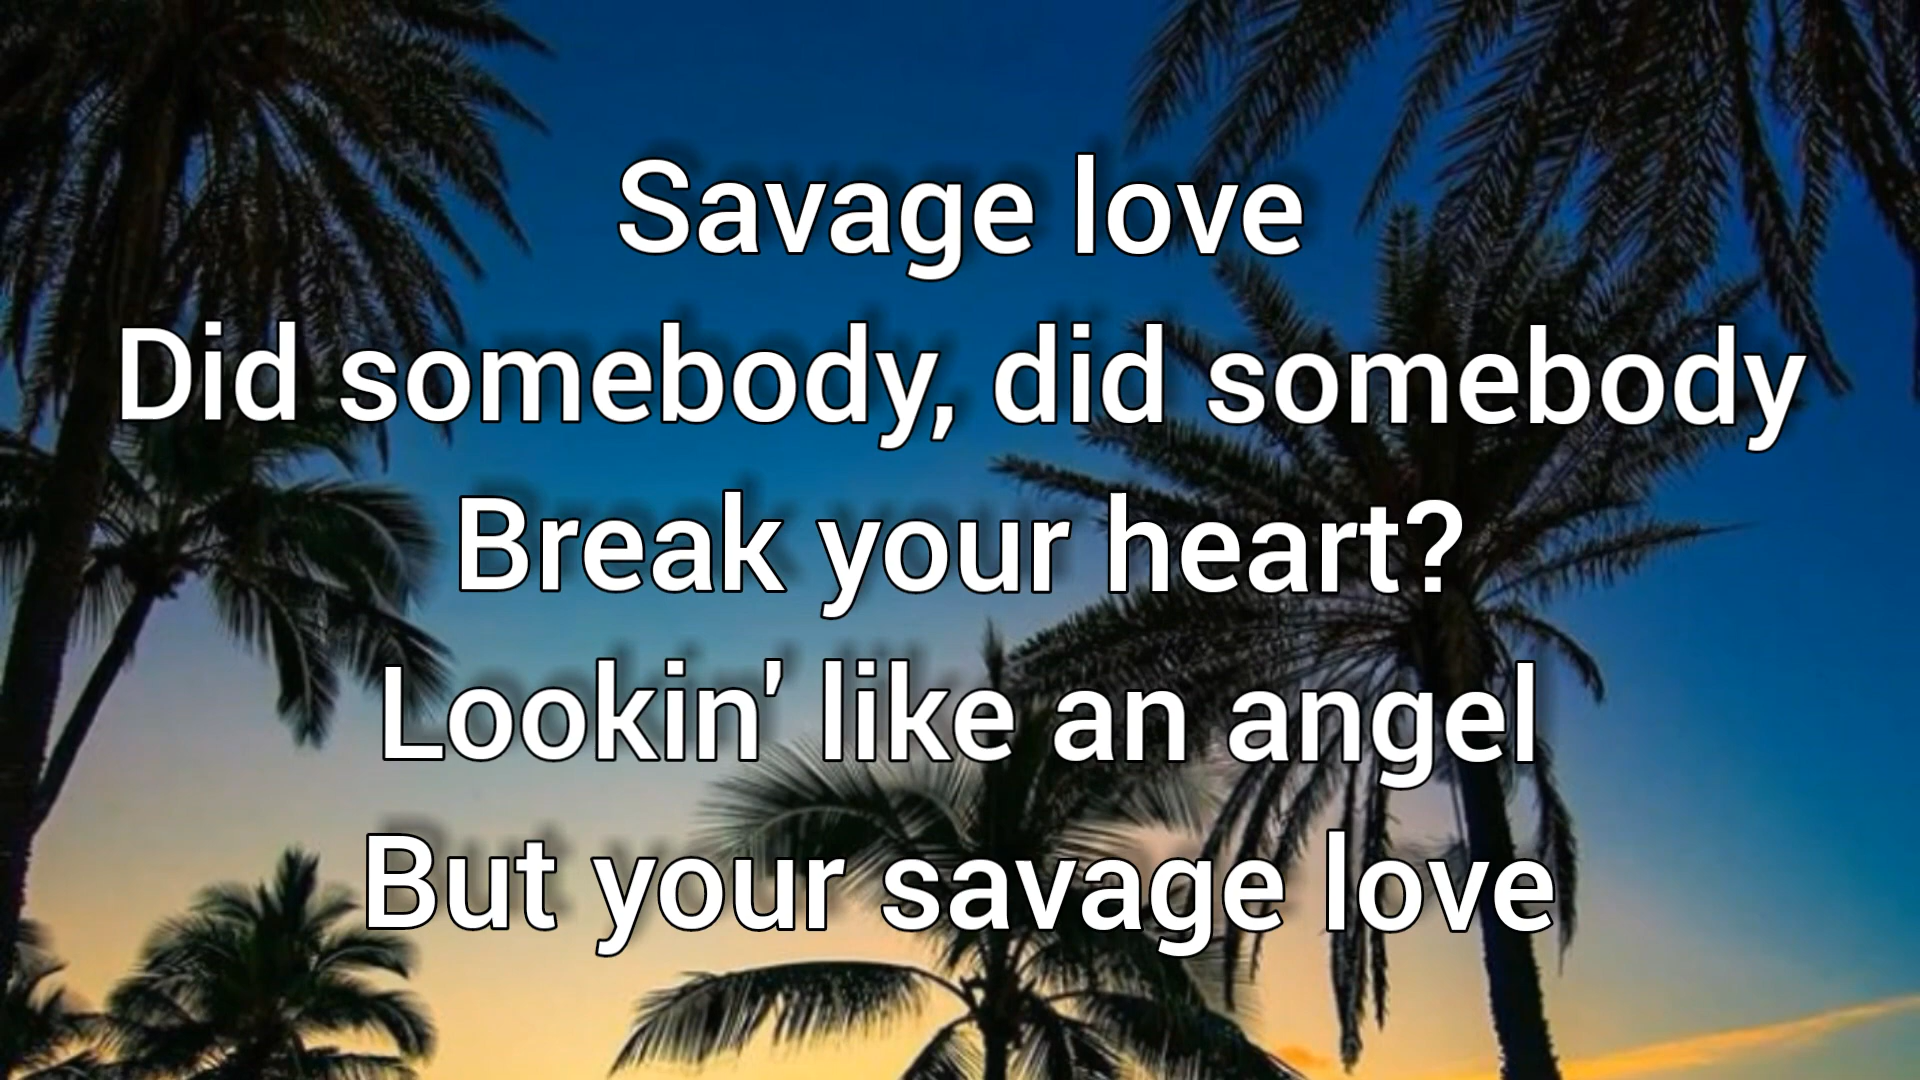 Savage love
Did somebody, did somebody
Break your heart?
Lookin' like an angel
But your savage love